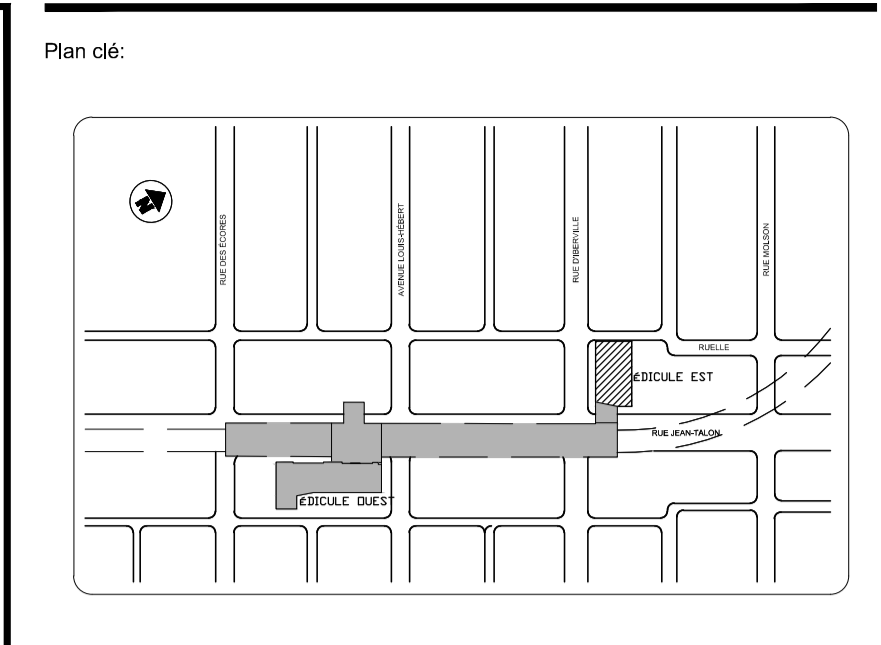 Plan clé:
N
RUE DES ÉCORES
AVENUE LOUIS-HÉBERT
RUE D'IBERVILLE
RUE MOLSON
RUELLE
ÉDICULE EST
RUE JEAN-TALON
ÉDICULE OUEST